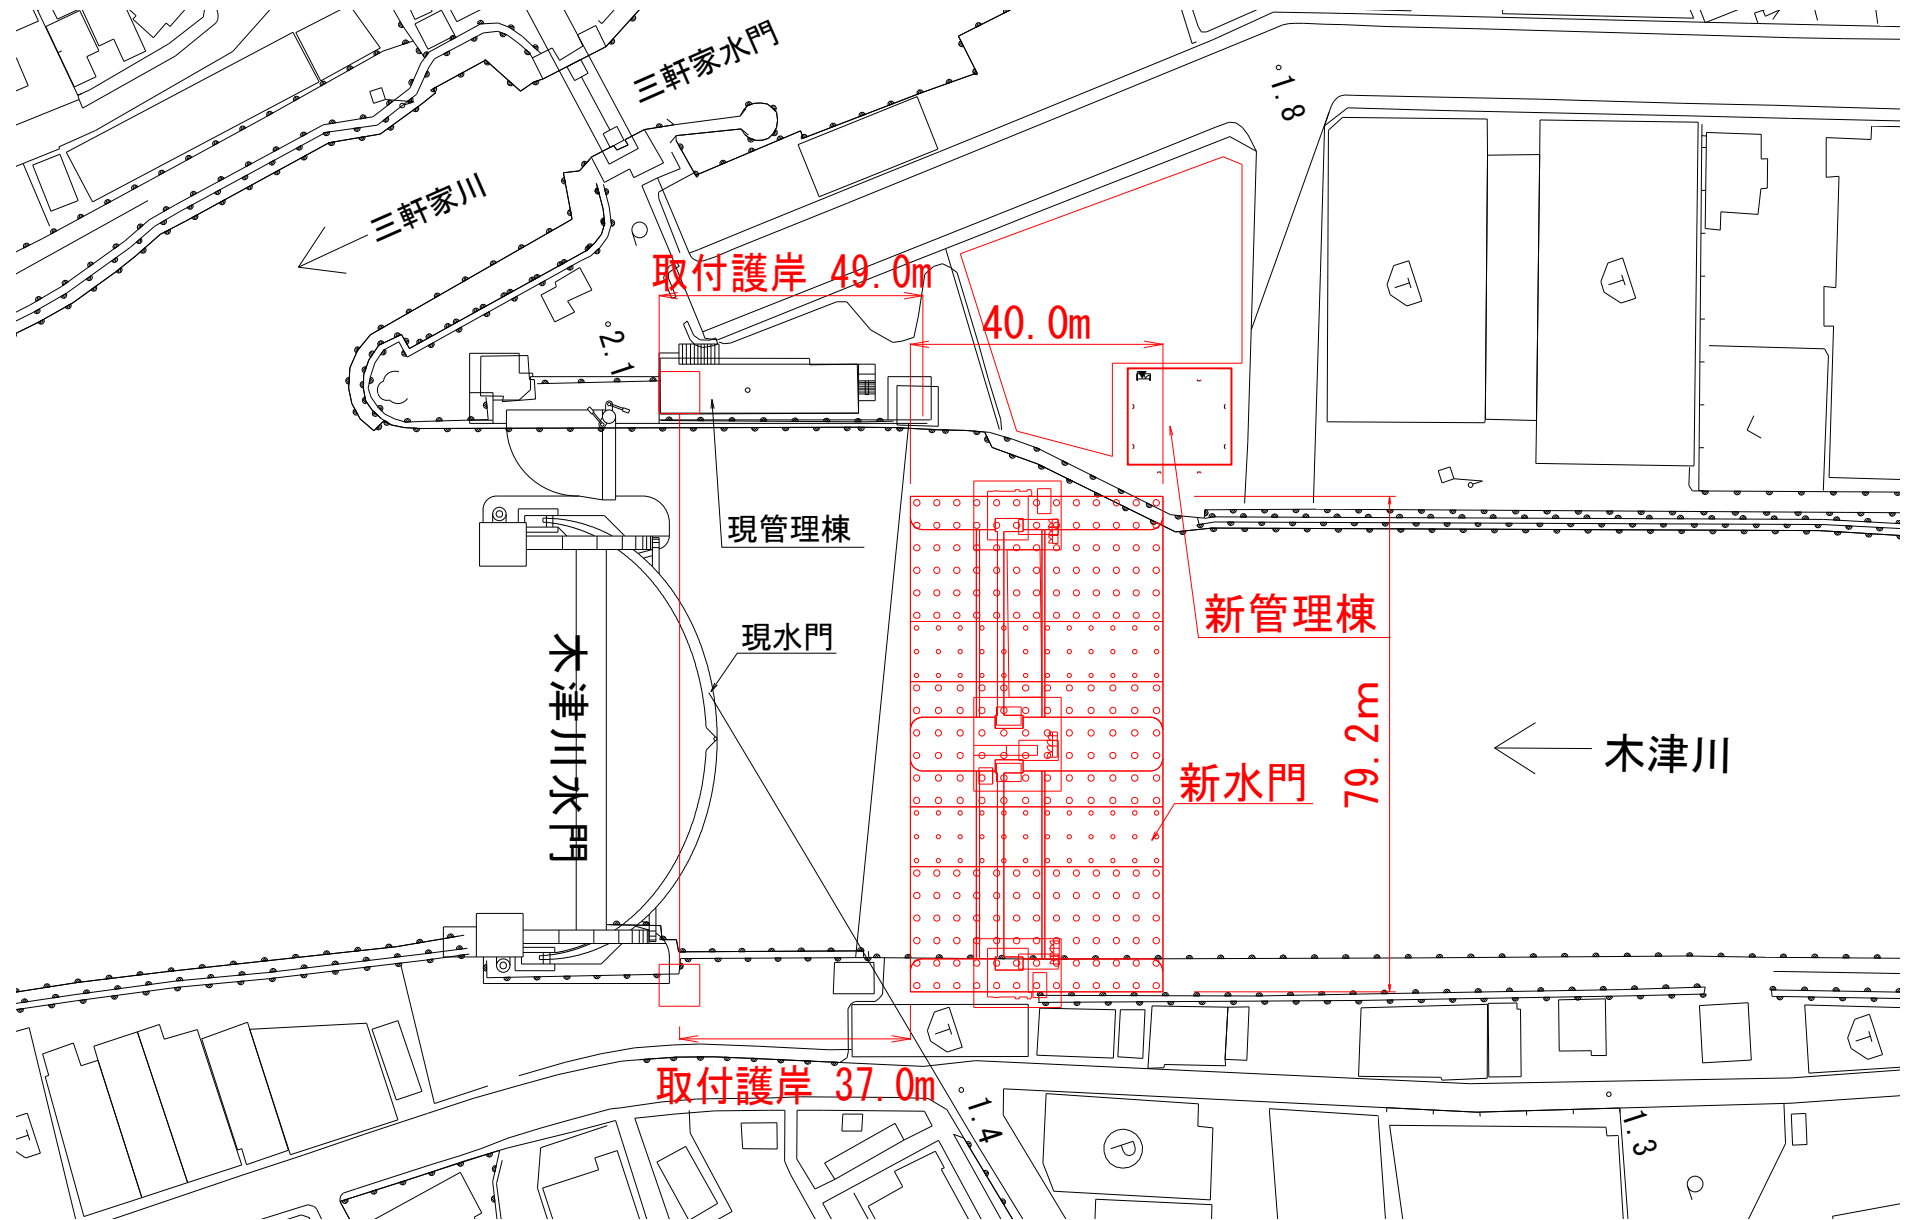 三軒家水門
1.8
三軒家川
取付護岸 49.0m
40.0m
2.1
T
T
現管理棟
新管理棟
現水門
木津川水門
79.2m
木津川
新水門
T
T
取付護岸 37.0m
1.4
1.3
T
P